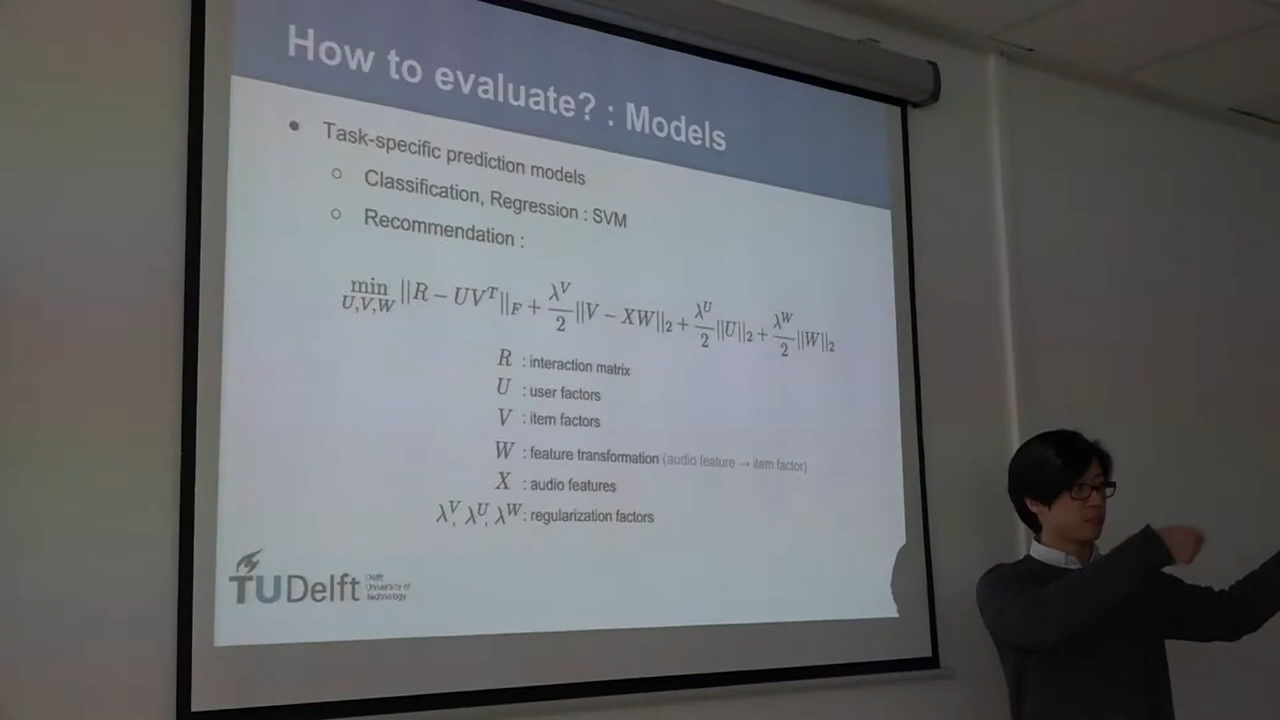 How to evaluate? : Models
● Task-specific prediction models
○ Classification, Regression : SVM
○ Recommendation :
min_{U,V,W} ||R − UV^T||_F + λ^V/2 ||V − XW||_2 + λ^U/2 ||U||_2 + λ^W/2 ||W||_2
R : interaction matrix
U : user factors
V : item factors
W : feature transformation (audio feature → item factor)
X : audio features
λ^V, λ^U, λ^W : regularization factors
TUDelft
Delft
University of
Technology